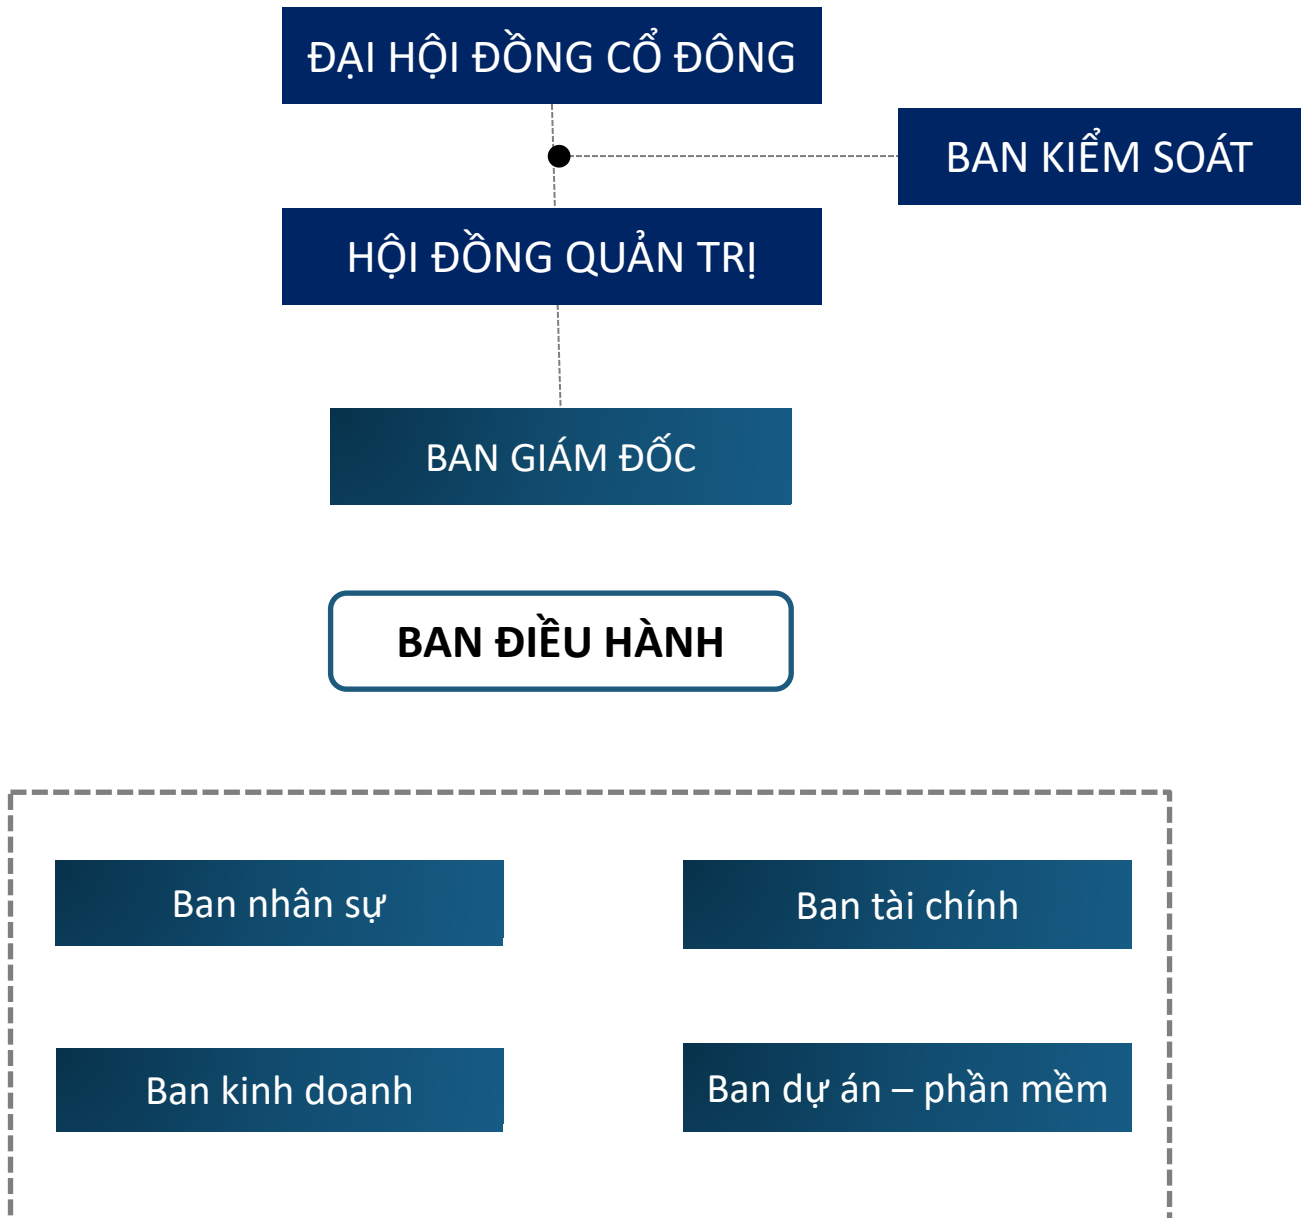 ĐẠI HỘI ĐỒNG CỔ ĐÔNG
BAN KIỂM SOÁT
HỘI ĐỒNG QUẢN TRỊ
BAN GIÁM ĐỐC
BAN ĐIỀU HÀNH
Ban nhân sự
Ban tài chính
Ban kinh doanh
Ban dự án – phần mềm